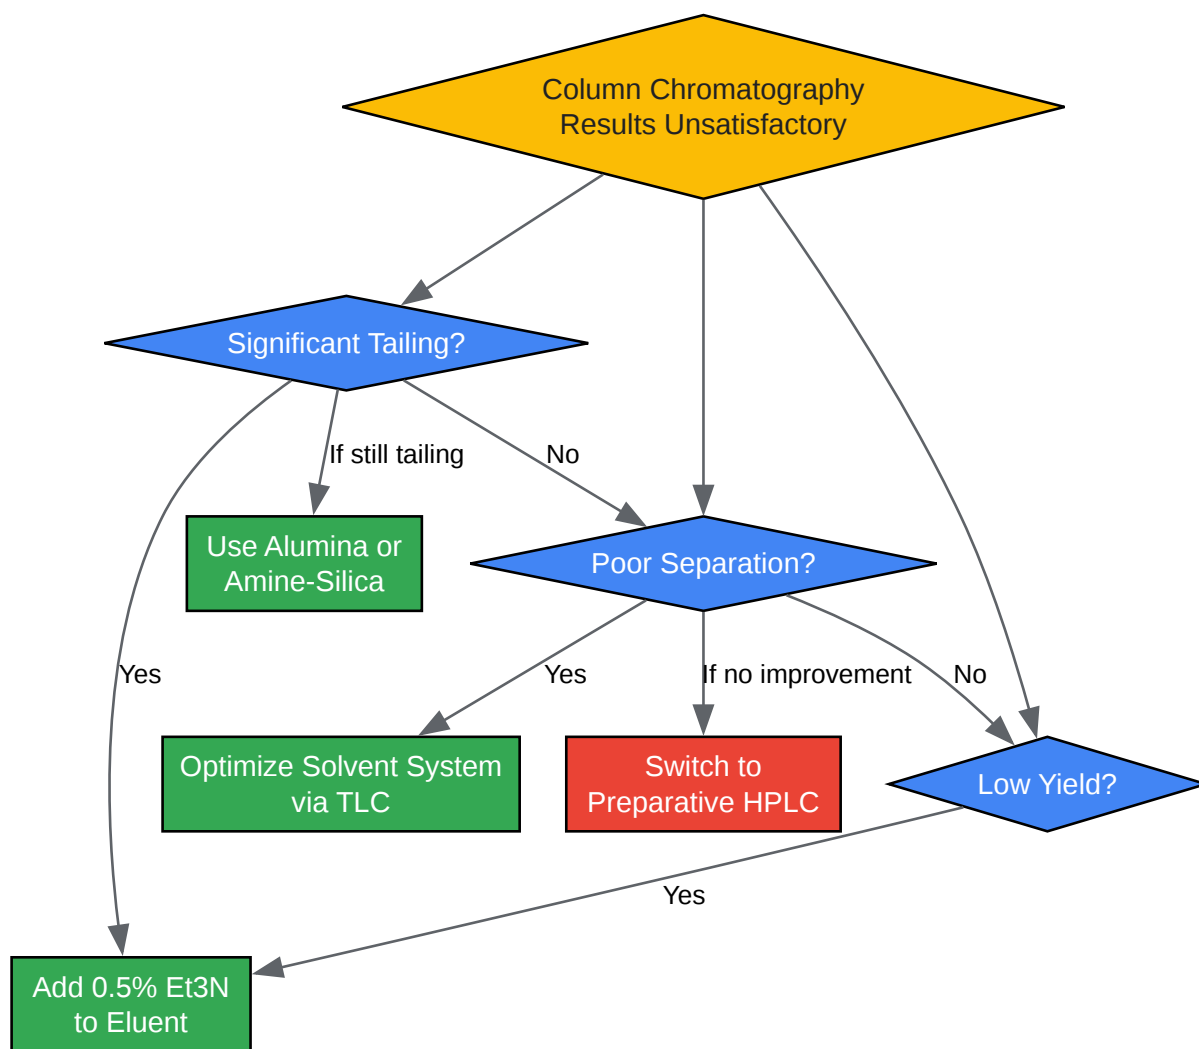 Column Chromatography
Results Unsatisfactory
Significant Tailing?
If still tailing
No
Use Alumina or
Amine-Silica
Poor Separation?
Yes
Yes
If no improvement
No
Optimize Solvent System
via TLC
Switch to
Preparative HPLC
Low Yield?
Yes
Add 0.5% Et3N
to Eluent